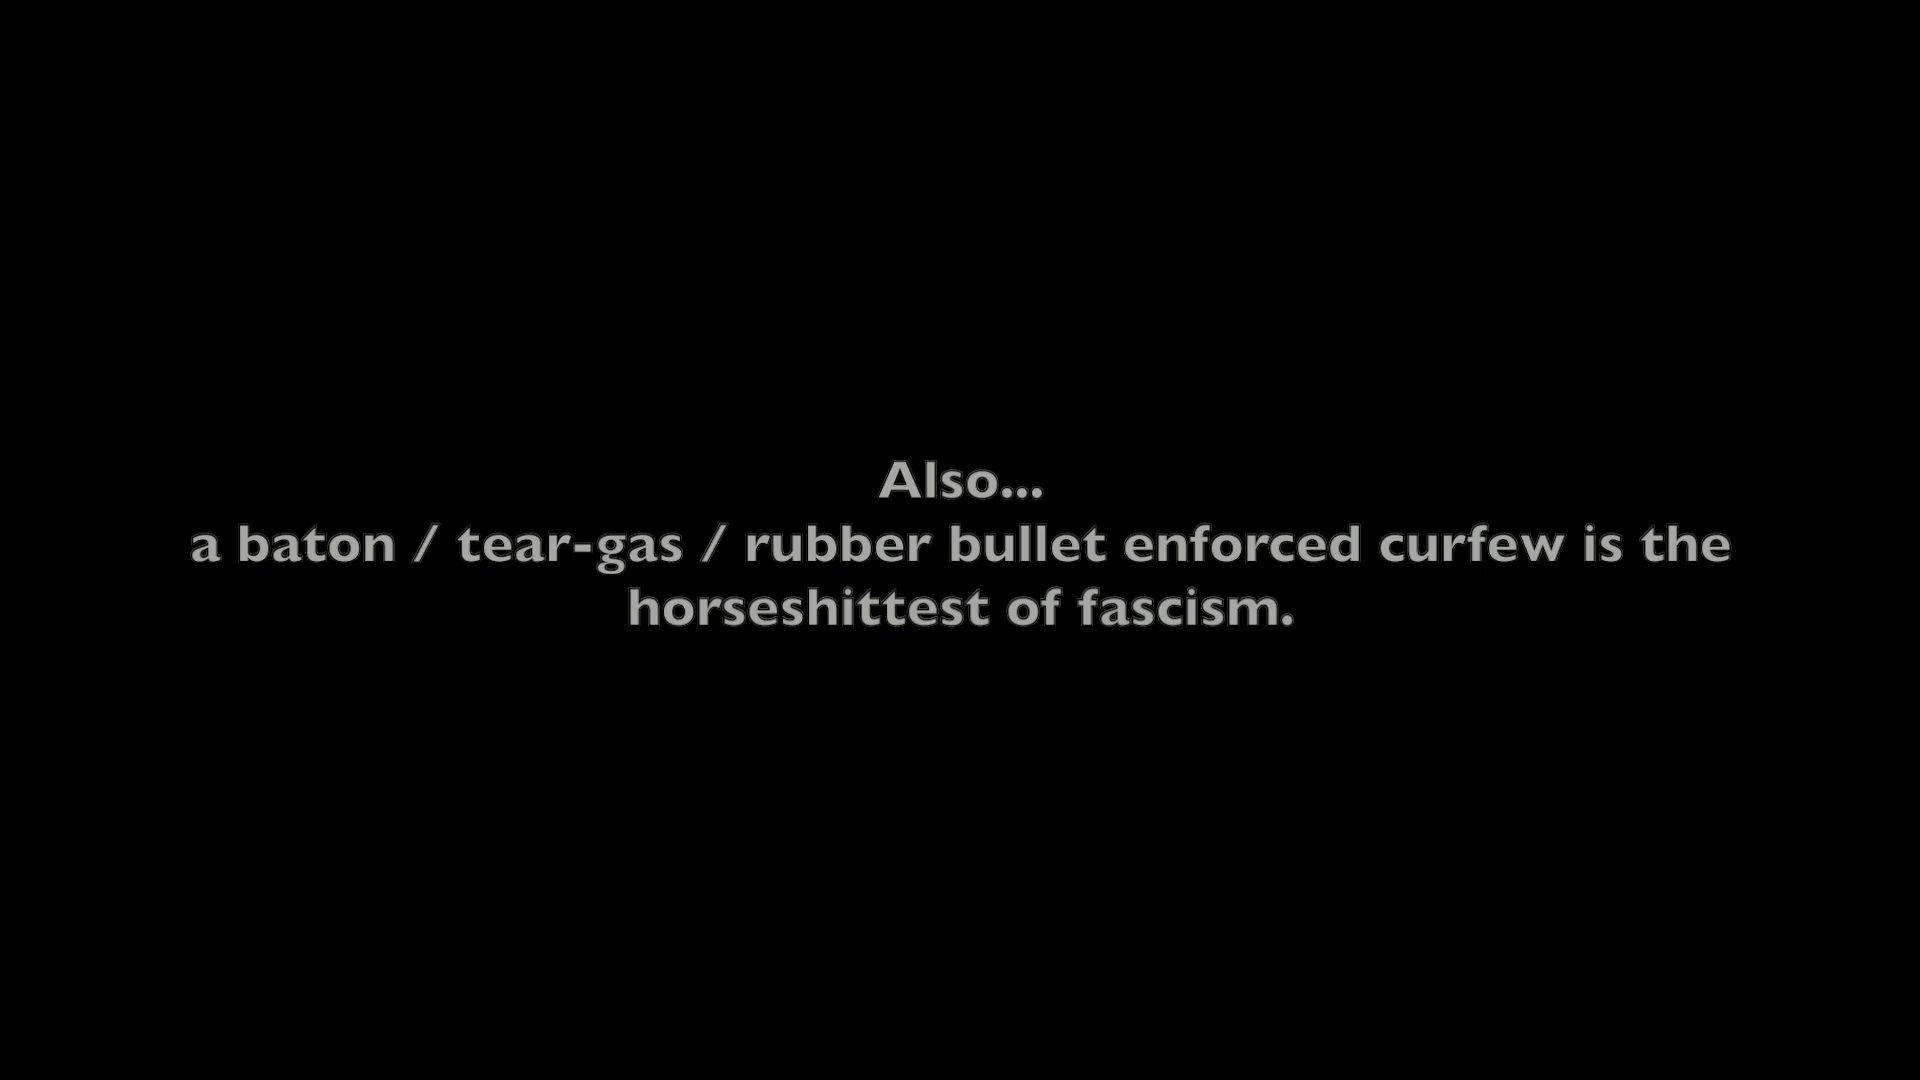 Also...
a baton / tear-gas / rubber bullet enforced curfew is the
horseshittest of fascism.